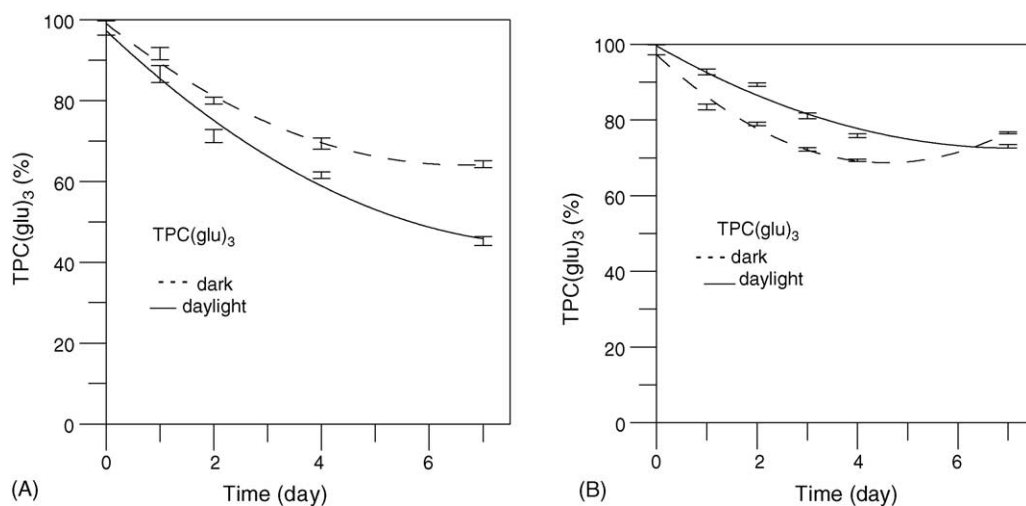 100
80
60
40
20
0
TPC(glu)₃ (%)
TPC(glu)₃
dark
daylight
0 2 4 6
(A) Time (day)
100
80
60
40
20
0
TPC(glu)₃ (%)
TPC(glu)₃
dark
daylight
0 2 4 6
(B) Time (day)